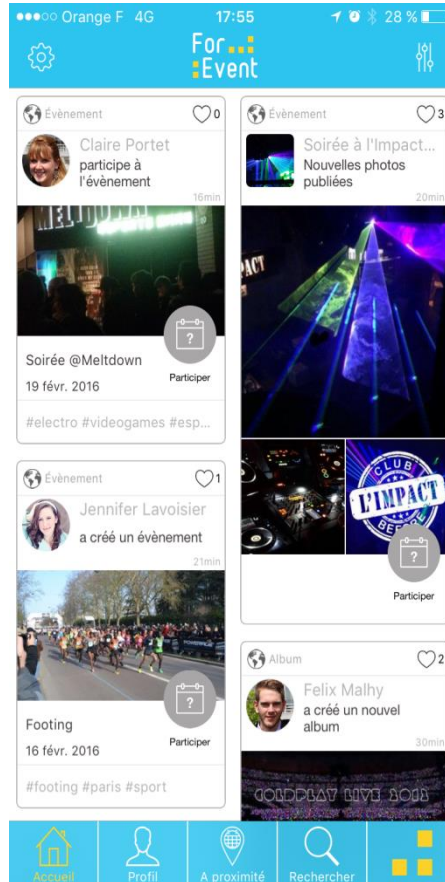 ●●●○○ Orange F 4G 17:55 28 %
For
Event
Évènement 0
Claire Portet
participe à
l'évènement
16min
MELTDOWN
Soirée @Meltdown
19 févr. 2016
?
Participer
#electro #videogames #esp...
Évènement 1
Jennifer Lavoisier
a créé un évènement
21min
Footing
16 févr. 2016
?
Participer
#footing #paris #sport
Évènement 3
Soirée à l'Impact...
Nouvelles photos
publiées
20min
CLUB
L'IMPACT
?
Participer
Album 2
Felix Malhy
a créé un nouvel
album
30min
COLDPLAY LIVE 2012
Accueil Profil A proximité Rechercher